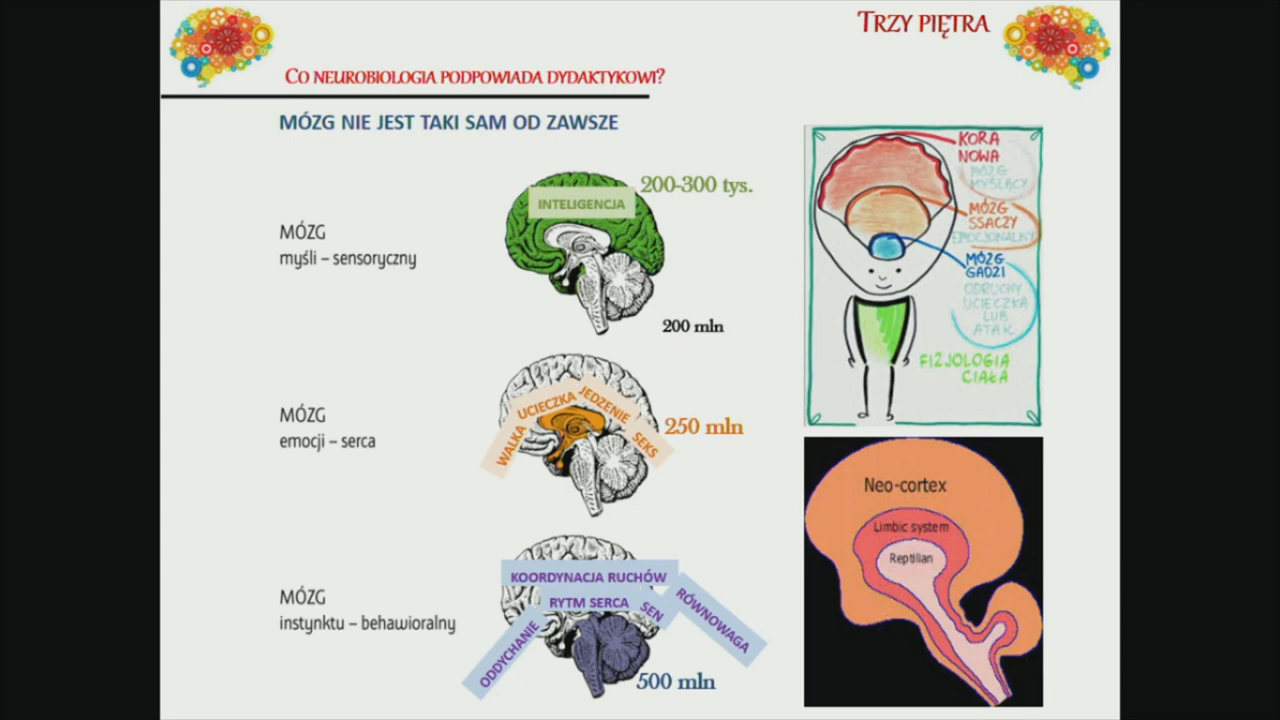 TRZY PIĘTRA
CO NEUROBIOLOGIA PODPOWIADA DYDAKTYKOWI?
MÓZG NIE JEST TAKI SAM OD ZAWSZE
MÓZG
myśli – sensoryczny
INTELIGENCJA
200-300 tys.
200 mln
MÓZG
emocji – serca
WALKA
UCIECZKA
JEDZENIE
SEKS
250 mln
MÓZG
instynktu – behawioralny
KOORDYNACJA RUCHÓW
RYTM SERCA
SEN
RÓWNOWAGA
ODDYCHANIE
500 mln
KORA
NOWA
MÓZG
MYŚLĄCY
MÓZG
SSACZY
EMOCJONALNY
MÓZG
GADZI
ODRUCHY
UCIECZKA
LUB
ATAK
FIZJOLOGIA
CIAŁA
Neo-cortex
Limbic system
Reptilian